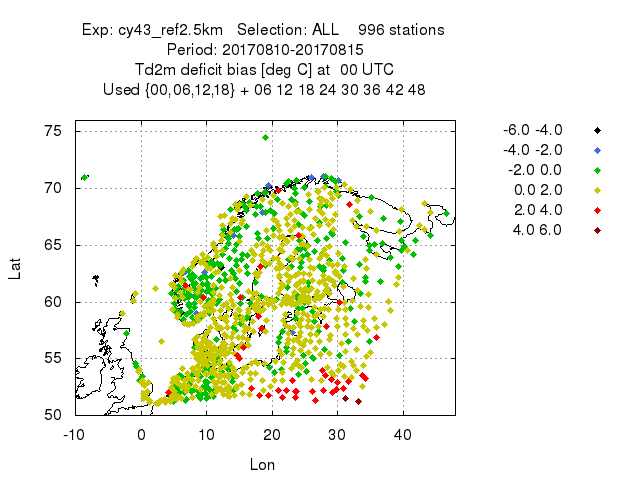 Exp: cy43_ref2.5km Selection: ALL 996 stations
Period: 20170810-20170815
Td2m deficit bias [deg C] at 00 UTC
Used {00,06,12,18} + 06 12 18 24 30 36 42 48
75
70
65
60
55
50
-10 0 10 20 30 40
Lat
Lon
-6.0 -4.0
-4.0 -2.0
-2.0 0.0
0.0 2.0
2.0 4.0
4.0 6.0